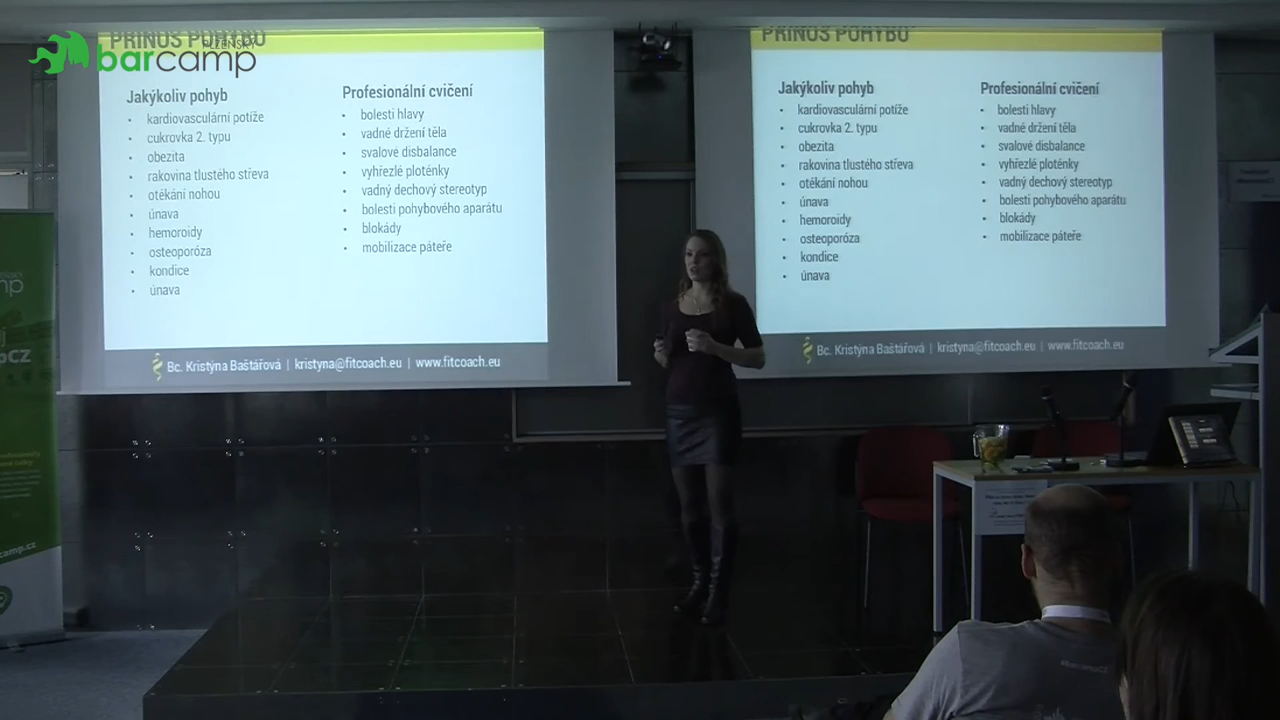 PŘÍNOS POHYBU
PLZEŇSKÝ
barcamp
Jakýkoliv pohyb
• kardiovasculární potíže
• cukrovka 2. typu
• obezita
• rakovina tlustého střeva
• otékání nohou
• únava
• hemoroidy
• osteoporóza
• kondice
• únava
Profesionální cvičení
• bolesti hlavy
• vadné držení těla
• svalové disbalance
• vyhřezlé ploténky
• vadný dechový stereotyp
• bolesti pohybového aparátu
• blokády
• mobilizace páteře
Bc. Kristýna Baštářová | kristyna@fitcoach.eu | www.fitcoach.eu
PŘÍNOS POHYBU
Jakýkoliv pohyb
• kardiovasculární potíže
• cukrovka 2. typu
• obezita
• rakovina tlustého střeva
• otékání nohou
• únava
• hemoroidy
• osteoporóza
• kondice
• únava
Profesionální cvičení
• bolesti hlavy
• vadné držení těla
• svalové disbalance
• vyhřezlé ploténky
• vadný dechový stereotyp
• bolesti pohybového aparátu
• blokády
• mobilizace páteře
Bc. Kristýna Baštářová | kristyna@fitcoach.eu | www.fitcoach.eu